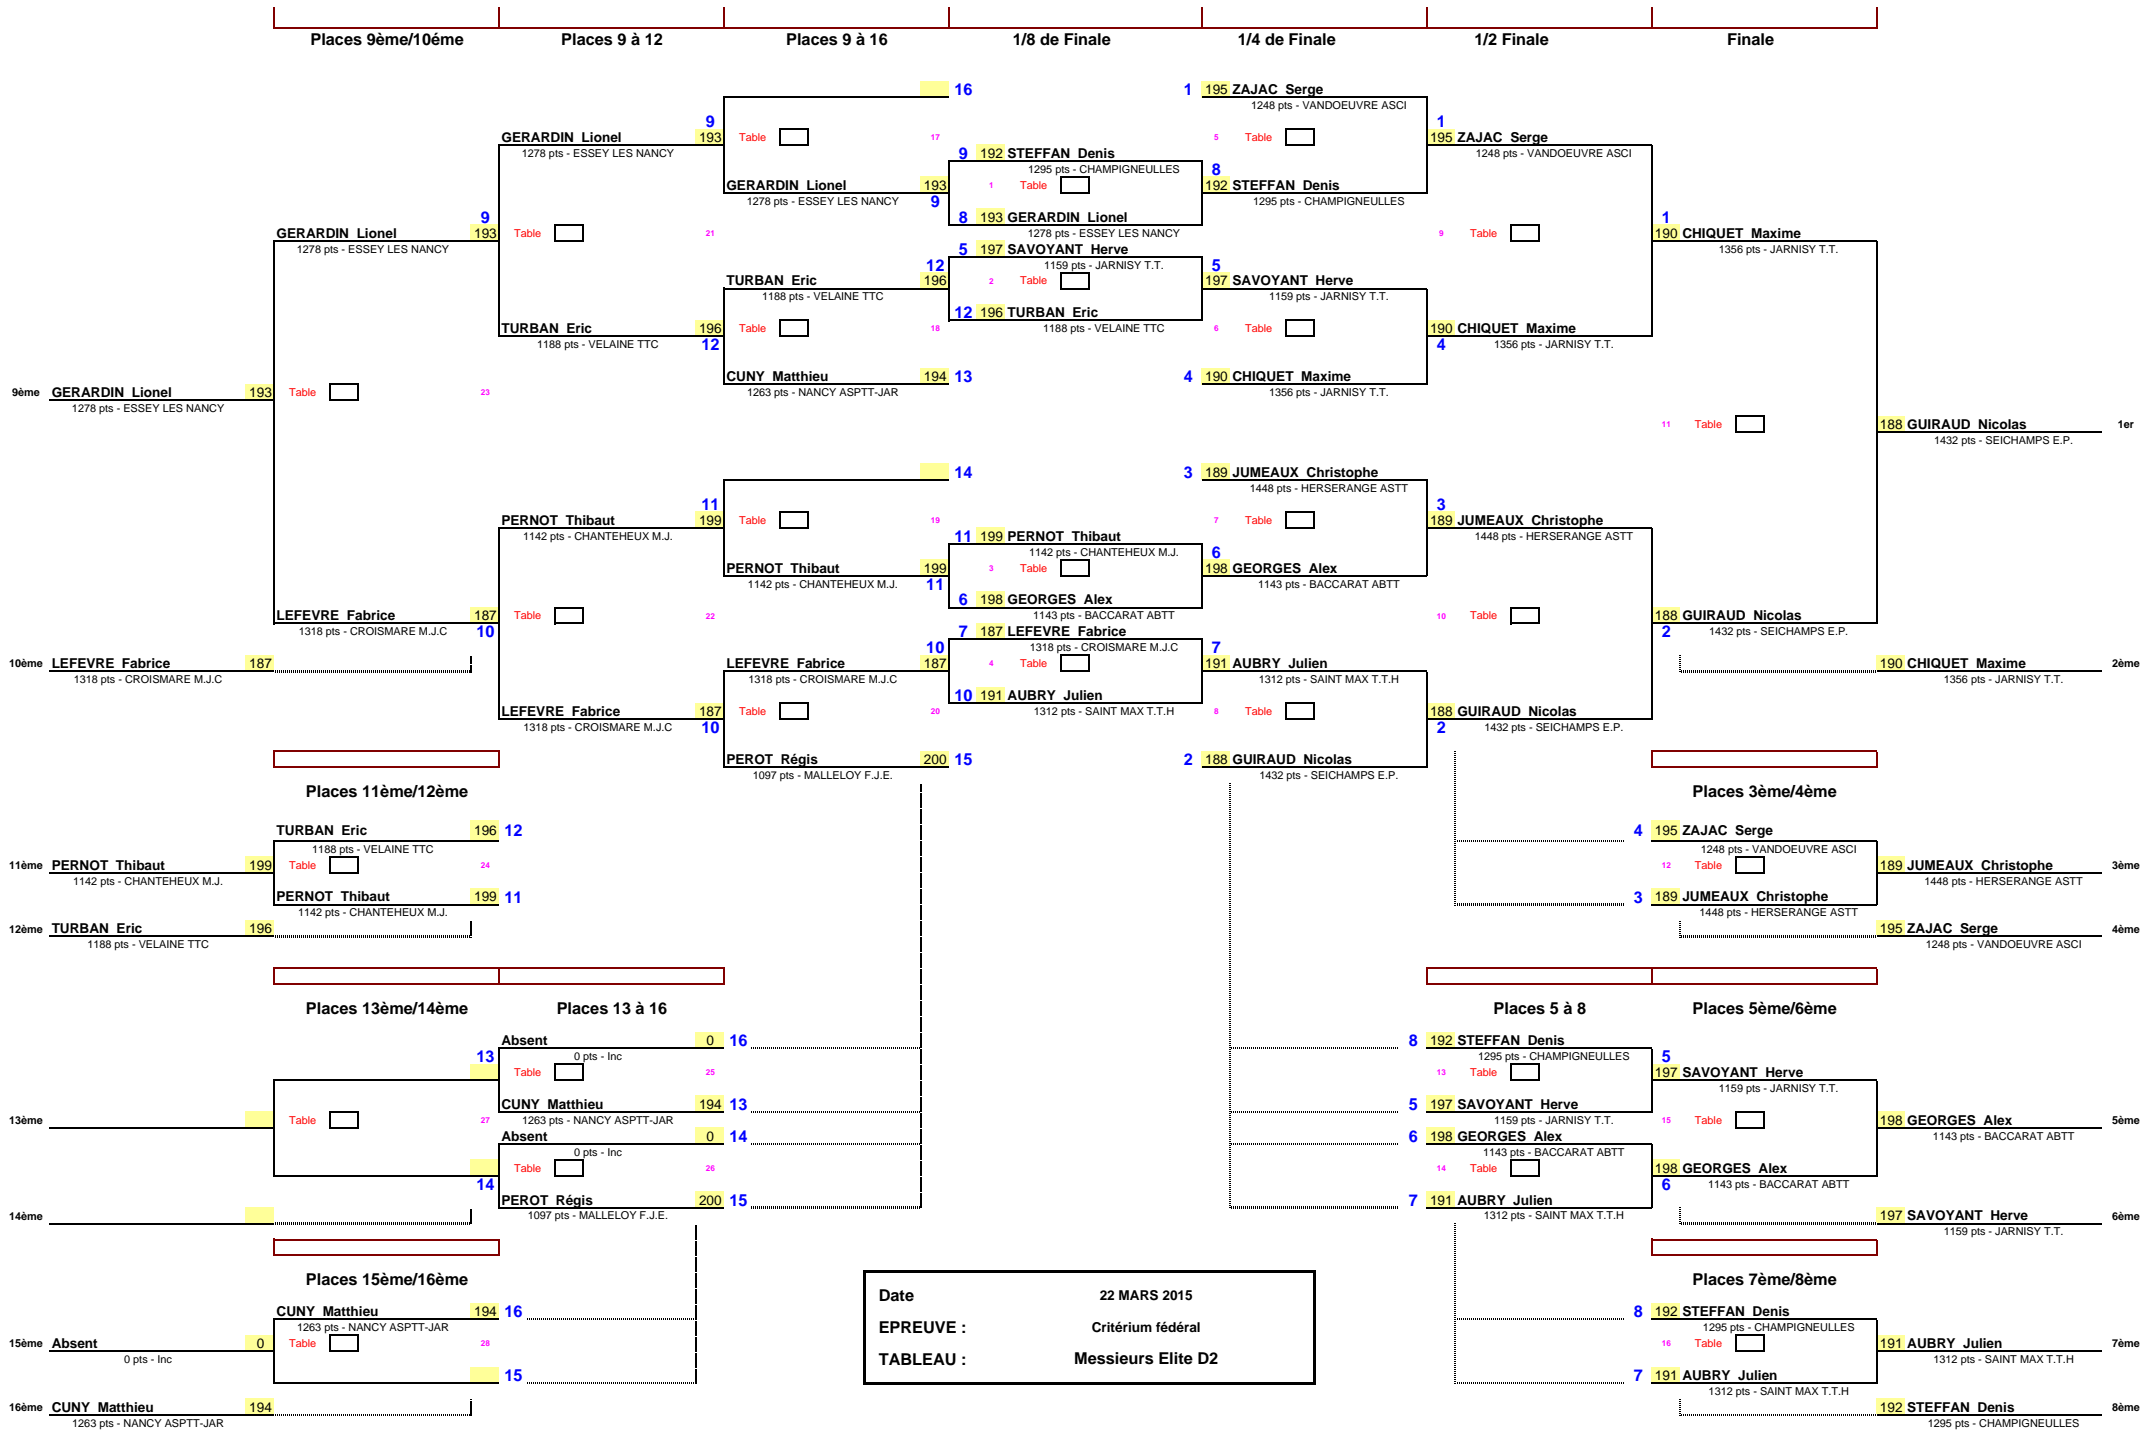 Places 9ème/10éme Places 9 à 12 Places 9 à 16 1/8 de Finale 1/4 de Finale 1/2 Finale Finale
16 1 195 ZAJAC Serge
1248 pts - VANDOEUVRE ASCI
9 1
GERARDIN Lionel 193 Table 17 5 Table 195 ZAJAC Serge
1278 pts - ESSEY LES NANCY 9 192 STEFFAN Denis 1248 pts - VANDOEUVRE ASCI
1295 pts - CHAMPIGNEULLES 8
GERARDIN Lionel 193 1 Table 192 STEFFAN Denis
1278 pts - ESSEY LES NANCY 9 1295 pts - CHAMPIGNEULLES
9 8 193 GERARDIN Lionel 1
GERARDIN Lionel 193 Table 21 1278 pts - ESSEY LES NANCY 9 Table 190 CHIQUET Maxime
1278 pts - ESSEY LES NANCY 5 197 SAVOYANT Herve 1356 pts - JARNISY T.T.
12 1159 pts - JARNISY T.T. 5
TURBAN Eric 196 2 Table 197 SAVOYANT Herve
1188 pts - VELAINE TTC 1159 pts - JARNISY T.T.
12 196 TURBAN Eric
TURBAN Eric 196 Table 18 1188 pts - VELAINE TTC 6 Table 190 CHIQUET Maxime
1188 pts - VELAINE TTC 12 4 1356 pts - JARNISY T.T.
CUNY Matthieu 194 13 4 190 CHIQUET Maxime
9ème GERARDIN Lionel 193 Table 23 1263 pts - NANCY ASPTT-JAR 1356 pts - JARNISY T.T.
1278 pts - ESSEY LES NANCY
11 Table 188 GUIRAUD Nicolas 1er
1432 pts - SEICHAMPS E.P.
14 3 189 JUMEAUX Christophe
1448 pts - HERSERANGE ASTT
11 3
PERNOT Thibaut 199 Table 19 7 Table 189 JUMEAUX Christophe
1142 pts - CHANTEHEUX M.J. 11 199 PERNOT Thibaut 1448 pts - HERSERANGE ASTT
1142 pts - CHANTEHEUX M.J. 6
PERNOT Thibaut 199 3 Table 198 GEORGES Alex
1142 pts - CHANTEHEUX M.J. 11 1143 pts - BACCARAT ABTT
6 198 GEORGES Alex
LEFEVRE Fabrice 187 Table 22 1143 pts - BACCARAT ABTT 10 Table 188 GUIRAUD Nicolas
1318 pts - CROISMARE M.J.C 10 7 187 LEFEVRE Fabrice 2 1432 pts - SEICHAMPS E.P.
10 1318 pts - CROISMARE M.J.C 7
10ème LEFEVRE Fabrice 187 LEFEVRE Fabrice 187 4 Table 191 AUBRY Julien 190 CHIQUET Maxime 2ème
1318 pts - CROISMARE M.J.C 1318 pts - CROISMARE M.J.C 1312 pts - SAINT MAX T.T.H 1356 pts - JARNISY T.T.
10 191 AUBRY Julien
LEFEVRE Fabrice 187 Table 20 1312 pts - SAINT MAX T.T.H 8 Table 188 GUIRAUD Nicolas
1318 pts - CROISMARE M.J.C 10 2 1432 pts - SEICHAMPS E.P.
PEROT Régis 200 15 2 188 GUIRAUD Nicolas
1097 pts - MALLELOY F.J.E. 1432 pts - SEICHAMPS E.P.
Places 11ème/12ème Places 3ème/4ème
TURBAN Eric 196 12 4 195 ZAJAC Serge
1188 pts - VELAINE TTC 1248 pts - VANDOEUVRE ASCI
11ème PERNOT Thibaut 199 Table 24 12 Table 189 JUMEAUX Christophe 3ème
1142 pts - CHANTEHEUX M.J. 1448 pts - HERSERANGE ASTT
PERNOT Thibaut 199 11 3 189 JUMEAUX Christophe
1142 pts - CHANTEHEUX M.J. 1448 pts - HERSERANGE ASTT
12ème TURBAN Eric 196 195 ZAJAC Serge 4ème
1188 pts - VELAINE TTC 1248 pts - VANDOEUVRE ASCI
Places 13ème/14ème Places 13 à 16 Places 5 à 8 Places 5ème/6ème
Absent 0 16 8 192 STEFFAN Denis
13 0 pts - Inc 1295 pts - CHAMPIGNEULLES 5
Table 25 13 Table 197 SAVOYANT Herve
1159 pts - JARNISY T.T.
CUNY Matthieu 194 13 5 197 SAVOYANT Herve
13ème Table 27 1263 pts - NANCY ASPTT-JAR 1159 pts - JARNISY T.T. 15 Table 198 GEORGES Alex 5ème
Absent 0 14 6 198 GEORGES Alex 1143 pts - BACCARAT ABTT
0 pts - Inc 1143 pts - BACCARAT ABTT
Table 26 14 Table 198 GEORGES Alex
14 6 1143 pts - BACCARAT ABTT
PEROT Régis 200 15 7 191 AUBRY Julien
14ème 1097 pts - MALLELOY F.J.E. 1312 pts - SAINT MAX T.T.H 197 SAVOYANT Herve 6ème
1159 pts - JARNISY T.T.
Places 15ème/16ème Places 7ème/8ème
Date 22 MARS 2015
CUNY Matthieu 194 16 8 192 STEFFAN Denis
1263 pts - NANCY ASPTT-JAR EPREUVE : Critérium fédéral 1295 pts - CHAMPIGNEULLES
15ème Absent 0 Table 28 16 Table 191 AUBRY Julien 7ème
0 pts - Inc TABLEAU : Messieurs Elite D2 1312 pts - SAINT MAX T.T.H
15 7 191 AUBRY Julien
1312 pts - SAINT MAX T.T.H
16ème CUNY Matthieu 194 192 STEFFAN Denis 8ème
1263 pts - NANCY ASPTT-JAR 1295 pts - CHAMPIGNEULLES